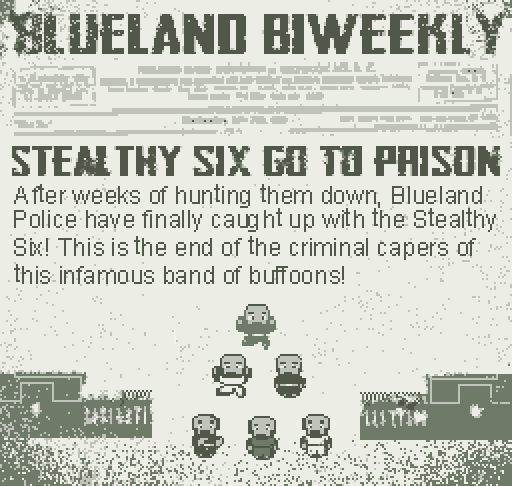 BLUELAND BIWEEKLY
STEALTHY SIX GO TO PRISON
After weeks of hunting them down, Blueland
Police have finally caught up with the Stealthy
Six! This is the end of the criminal capers of
this infamous band of buffoons!